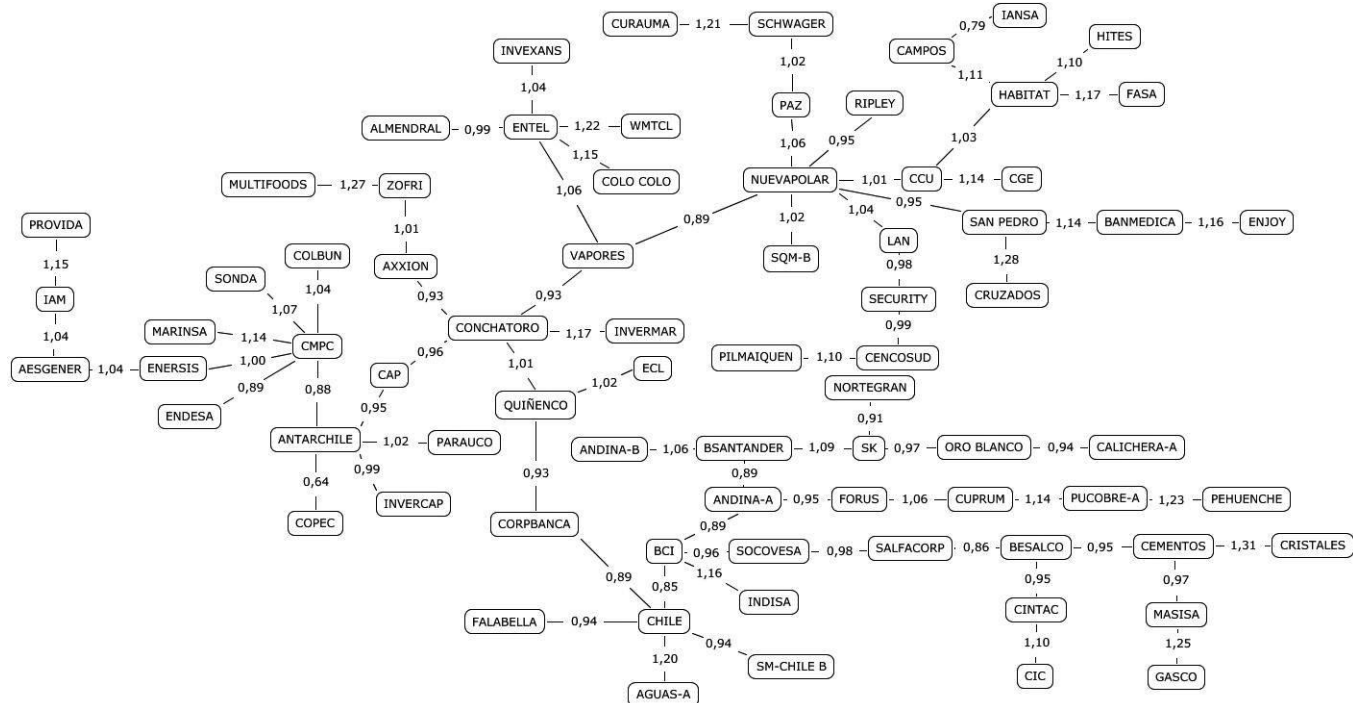 CURAUMA 1,21 SCHWAGER
IANSA
0,79
CAMPOS
HITES
INVEXANS
1,02
1,11
1,10
1,04
PAZ
RIPLEY
HABITAT 1,17 FASA
ALMENDRAL 0,99 ENTEL 1,22 WMTCL
1,15
1,06
0,95
1,03
MULTIFOODS 1,27 ZOFRI
COLO COLO
NUEVAPOLAR 1,01 CCU 1,14 CGE
1,06
0,95
PROVIDA
1,01
0,89
1,02
1,04
SAN PEDRO 1,14 BANMEDICA 1,16 ENJOY
LAN
COLBUN
VAPORES
SQM-B
1,15
SONDA
AXXION
0,98
1,28
1,04
IAM
1,07
0,93
0,93
SECURITY
CRUZADOS
MARINSA 1,14
CONCHATORO 1,17 INVERMAR
0,99
1,04
CMPC
0,96
PILMAIQUEN 1,10 CENCOSUD
AESGENER 1,04 ENERSIS 1,00
1,01
0,89
0,88
CAP
1,02
ECL
NORTEGRAN
ENDESA
0,95
QUIÑENCO
0,91
ANTARCHILE 1,02 PARAUCO
ANDINA-B 1,06 BSANTANDER 1,09 SK 0,97 ORO BLANCO 0,94 CALICHERA-A
0,99
0,93
0,89
0,64
INVERCAP
ANDINA-A 0,95 FORUS 1,06 CUPRUM 1,14 PUCOBRE-A 1,23 PEHUENCHE
COPEC
CORPBANCA
0,89
BCI 0,96 SOCOVESA 0,98 SALFACORP 0,86 BESALCO 0,95 CEMENTOS 1,31 CRISTALES
1,16
0,89
0,85
0,95
0,97
INDISA
CINTAC
MASISA
FALABELLA 0,94 CHILE
0,94
1,10
1,25
1,20
SM-CHILE B
CIC
GASCO
AGUAS-A